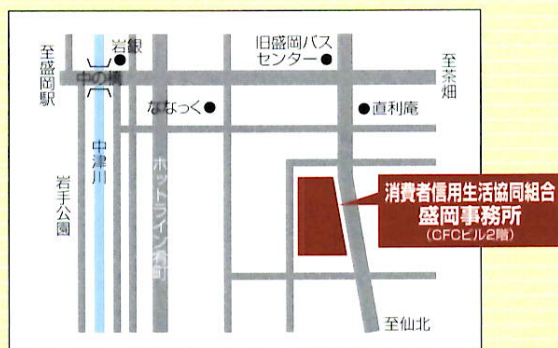 至盛岡駅
岩銀
中の橋
旧盛岡バス
センター
至茶畑
ななっく
直利庵
中津川
岩手公園
ホットライン肴町
消費者信用生活協同組合
盛岡事務所
(CFCビル2階)
至仙北